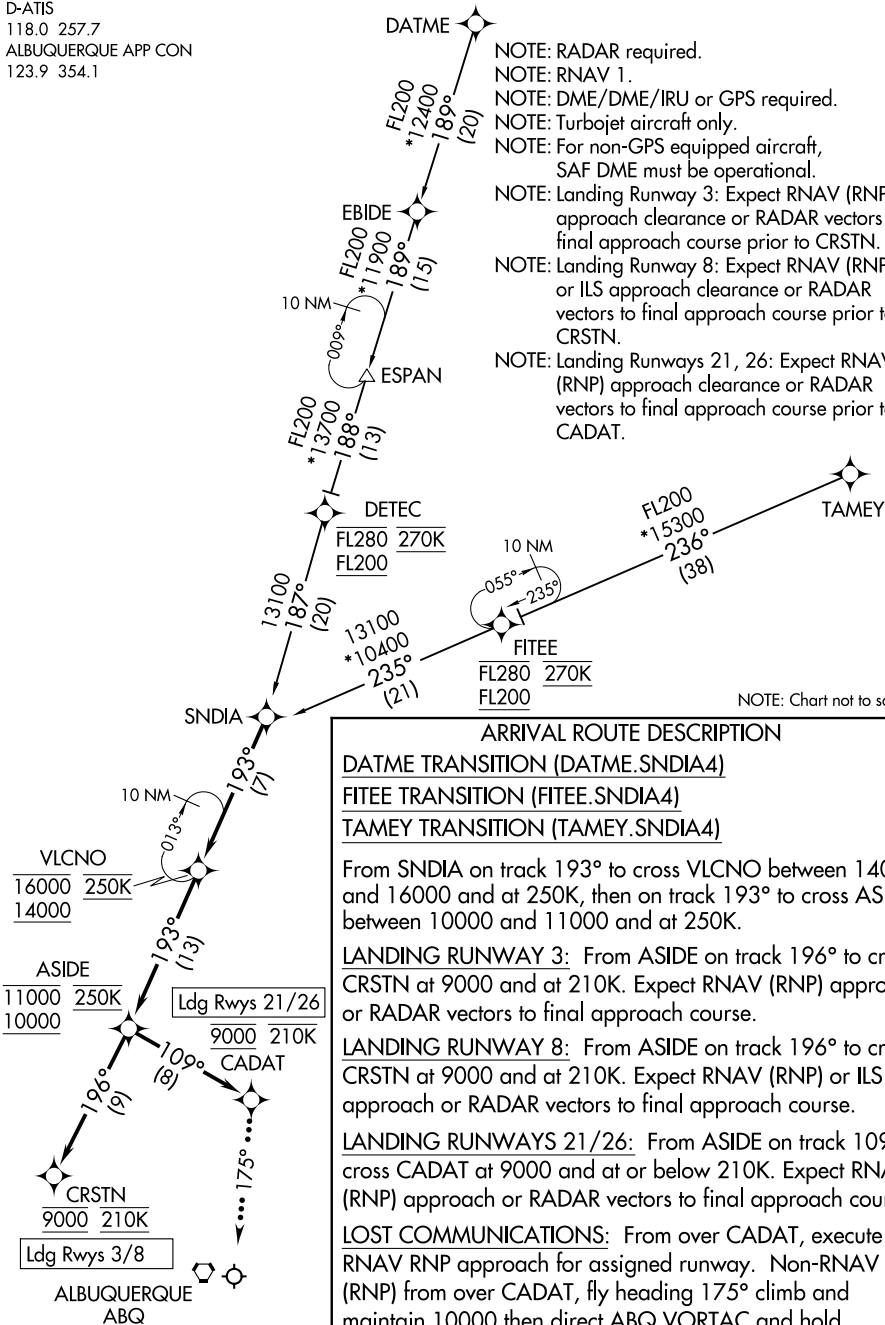 D-ATIS
118.0 257.7
ALBUQUERQUE APP CON
123.9 354.1
DATME
NOTE: RADAR required.
NOTE: RNAV 1.
NOTE: DME/DME/IRU or GPS required.
NOTE: Turbojet aircraft only.
NOTE: For non-GPS equipped aircraft,
SAF DME must be operational.
NOTE: Landing Runway 3: Expect RNAV (RNP
approach clearance or RADAR vectors
final approach course prior to CRSTN.
NOTE: Landing Runway 8: Expect RNAV (RNP
or ILS approach clearance or RADAR
vectors to final approach course prior t
CRSTN.
NOTE: Landing Runways 21, 26: Expect RNA
(RNP) approach clearance or RADAR
vectors to final approach course prior t
CADAT.
FL200
*12400
189°
(20)
EBIDE
FL200
*11900
189°
(15)
10 NM
009°
ESPAN
FL200
*13700
188°
(13)
DETEC
FL280 270K
FL200
13100
187°
(20)
TAMEY
FL200
*15300
236°
(38)
10 NM
055°
235°
FITEE
FL280 270K
FL200
13100
*10400
235°
(21)
NOTE: Chart not to s
SNDIA
193°
(7)
10 NM
013°
VLCNO
16000 250K
14000
193°
(13)
ASIDE
11000 250K
10000
Ldg Rwys 21/26
9000 210K
CADAT
109°
(8)
196°
(9)
175°
CRSTN
9000 210K
Ldg Rwys 3/8
ALBUQUERQUE
ABQ
ARRIVAL ROUTE DESCRIPTION
DATME TRANSITION (DATME.SNDIA4)
FITEE TRANSITION (FITEE.SNDIA4)
TAMEY TRANSITION (TAMEY.SNDIA4)
From SNDIA on track 193° to cross VLCNO between 140
and 16000 and at 250K, then on track 193° to cross AS
between 10000 and 11000 and at 250K.
LANDING RUNWAY 3: From ASIDE on track 196° to cr
CRSTN at 9000 and at 210K. Expect RNAV (RNP) appro
or RADAR vectors to final approach course.
LANDING RUNWAY 8: From ASIDE on track 196° to cr
CRSTN at 9000 and at 210K. Expect RNAV (RNP) or ILS
approach or RADAR vectors to final approach course.
LANDING RUNWAYS 21/26: From ASIDE on track 109
cross CADAT at 9000 and at or below 210K. Expect RNA
(RNP) approach or RADAR vectors to final approach cou
LOST COMMUNICATIONS: From over CADAT, execute
RNAV RNP approach for assigned runway. Non-RNAV
(RNP) from over CADAT, fly heading 175° climb and
maintain 10000 then direct ABQ VORTAC and hold